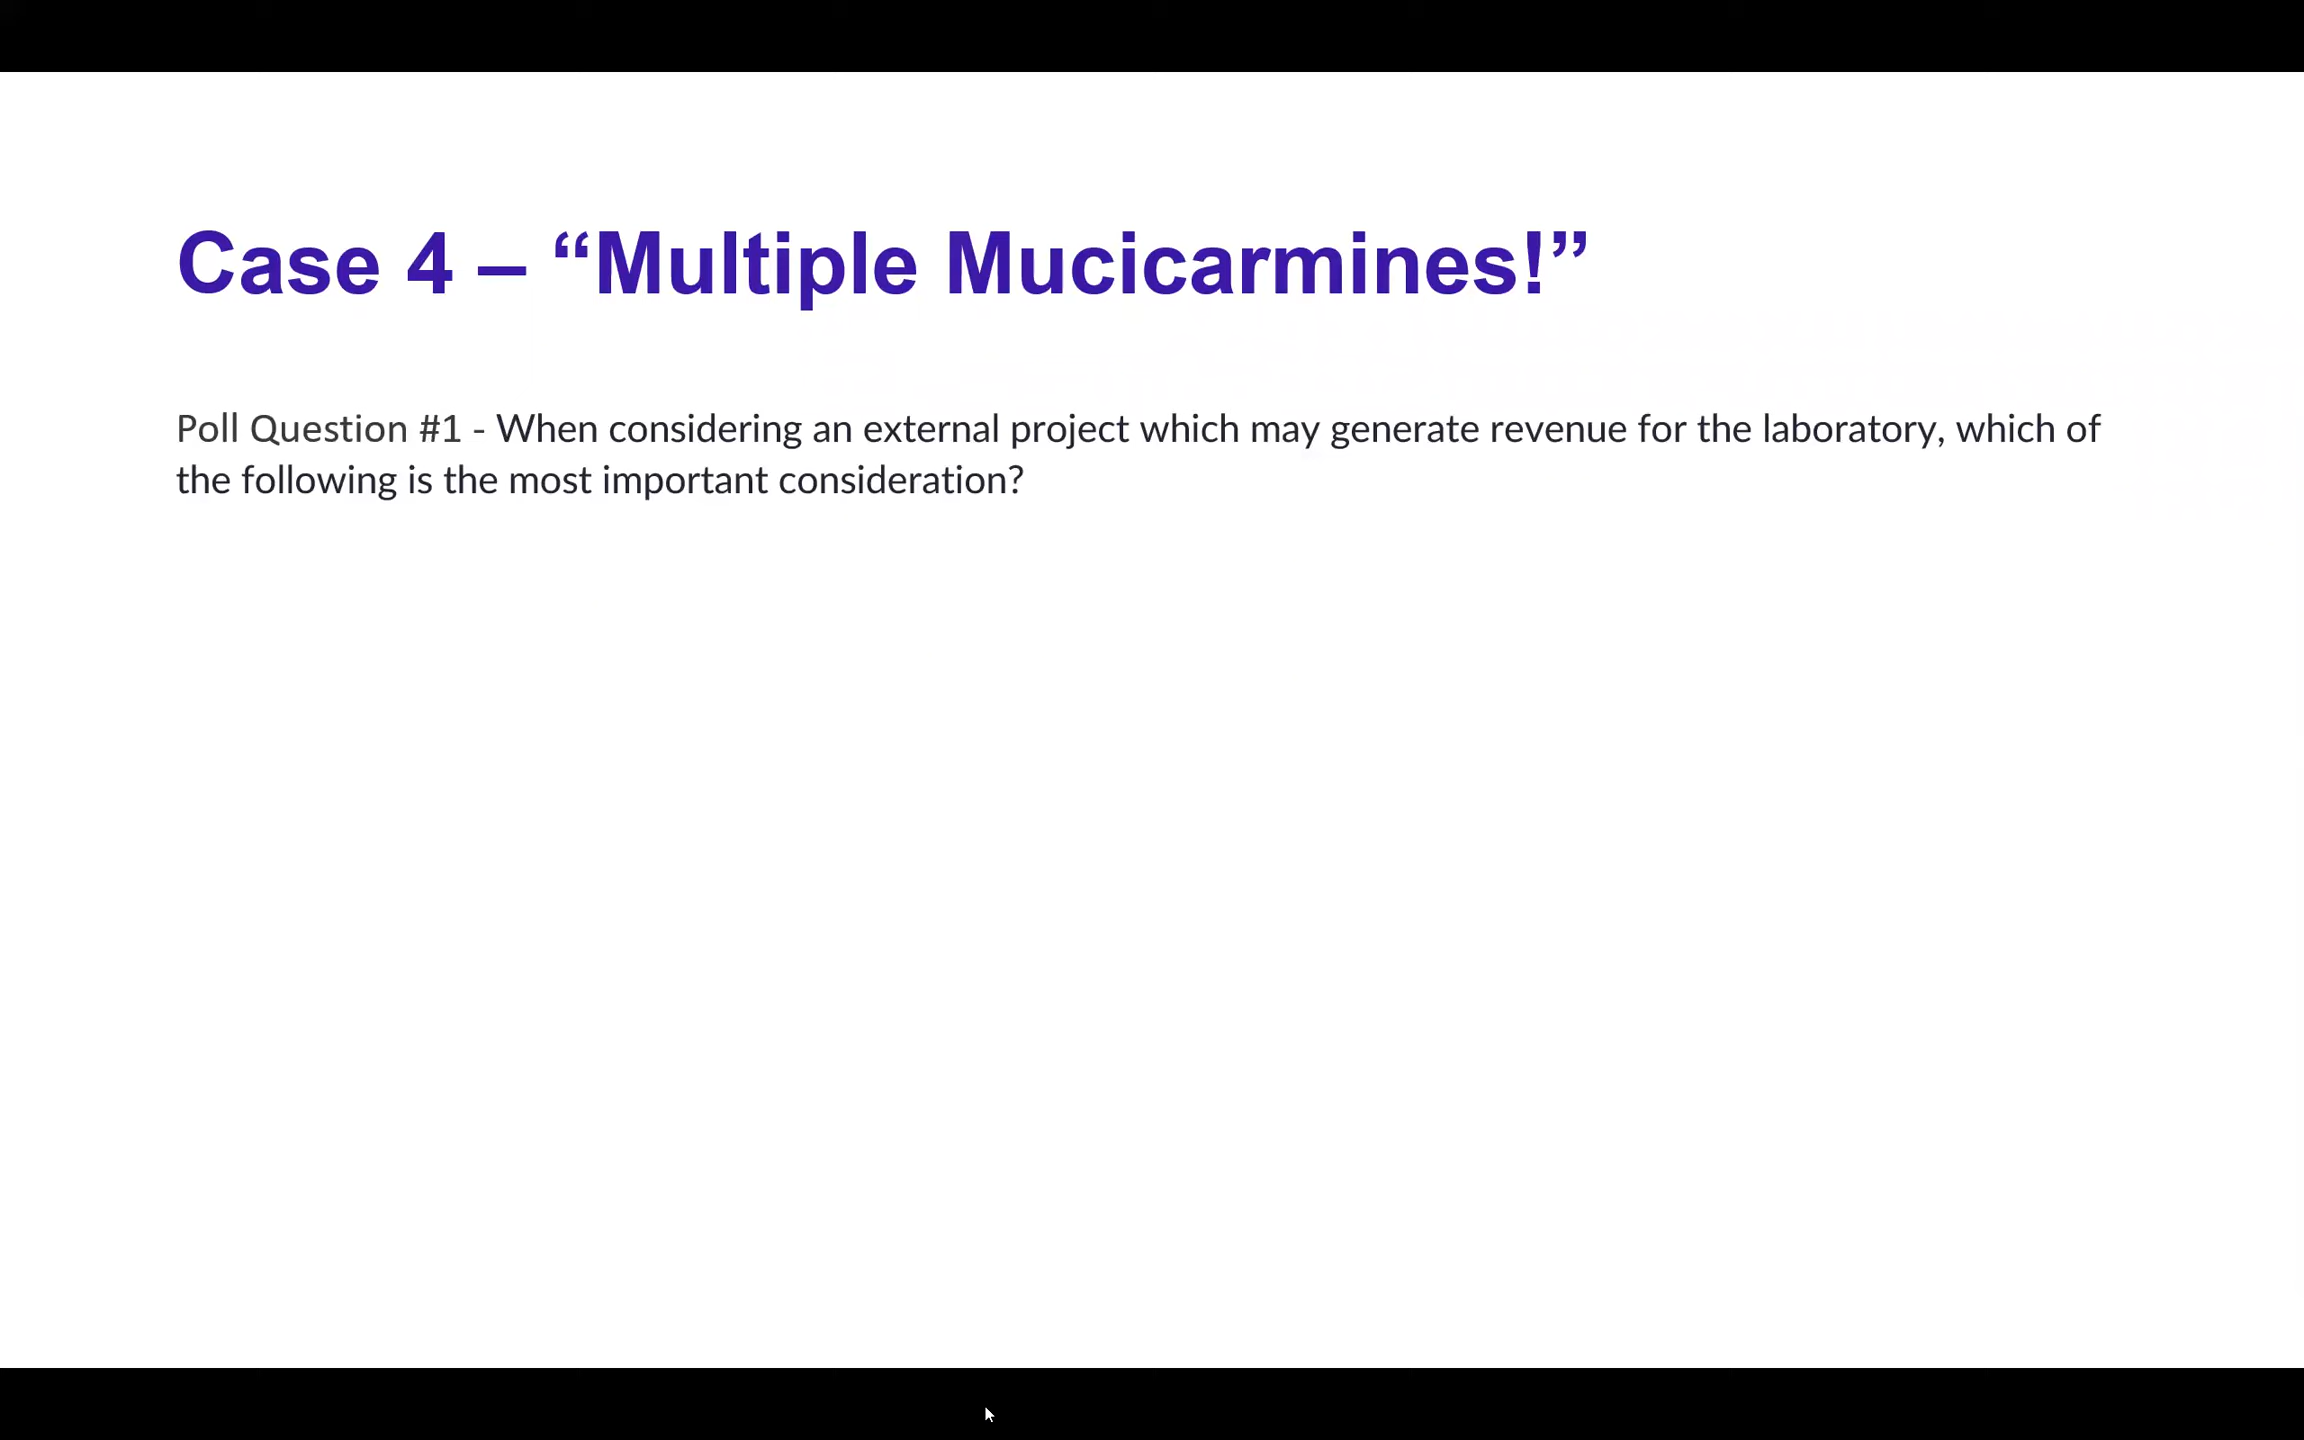 Case 4 – “Multiple Mucicarmines!”
Poll Question #1 - When considering an external project which may generate revenue for the laboratory, which of
the following is the most important consideration?